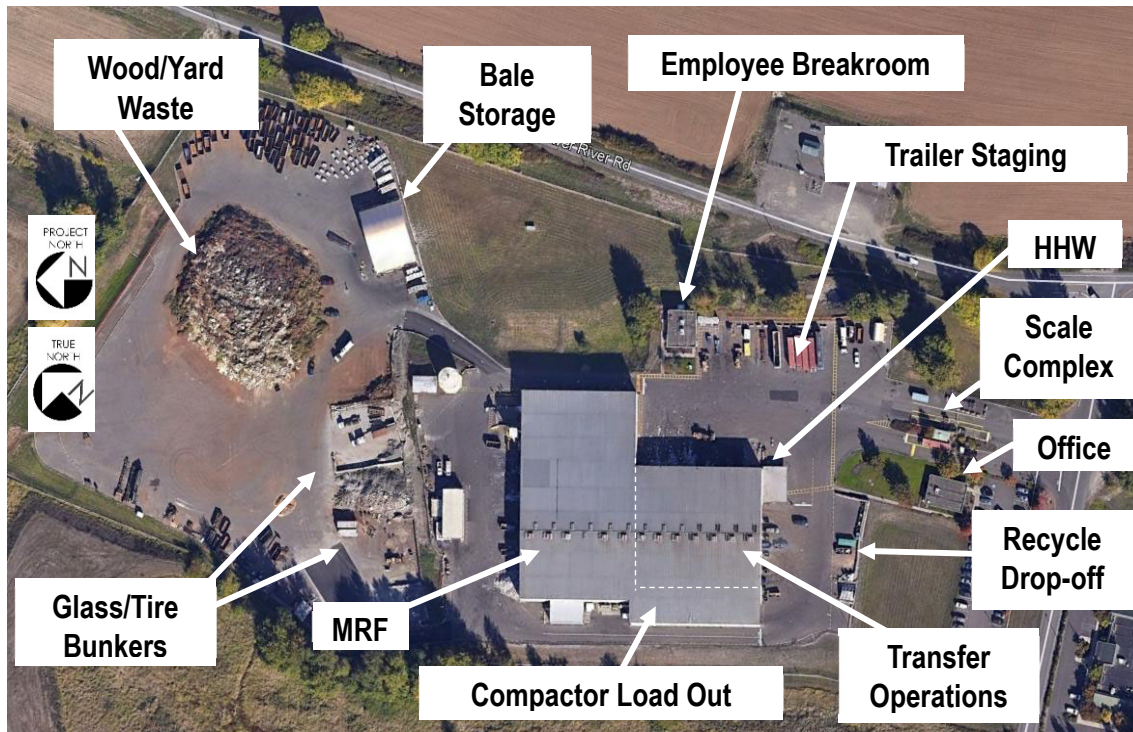 Wood/Yard
Waste
Bale
Storage
Employee Breakroom
River Rd
Trailer Staging
PROJECT
NORTH
N
HHW
TRUE
NORTH
N
Scale
Complex
Office
Recycle
Drop-off
Glass/Tire
Bunkers
MRF
Transfer
Operations
Compactor Load Out